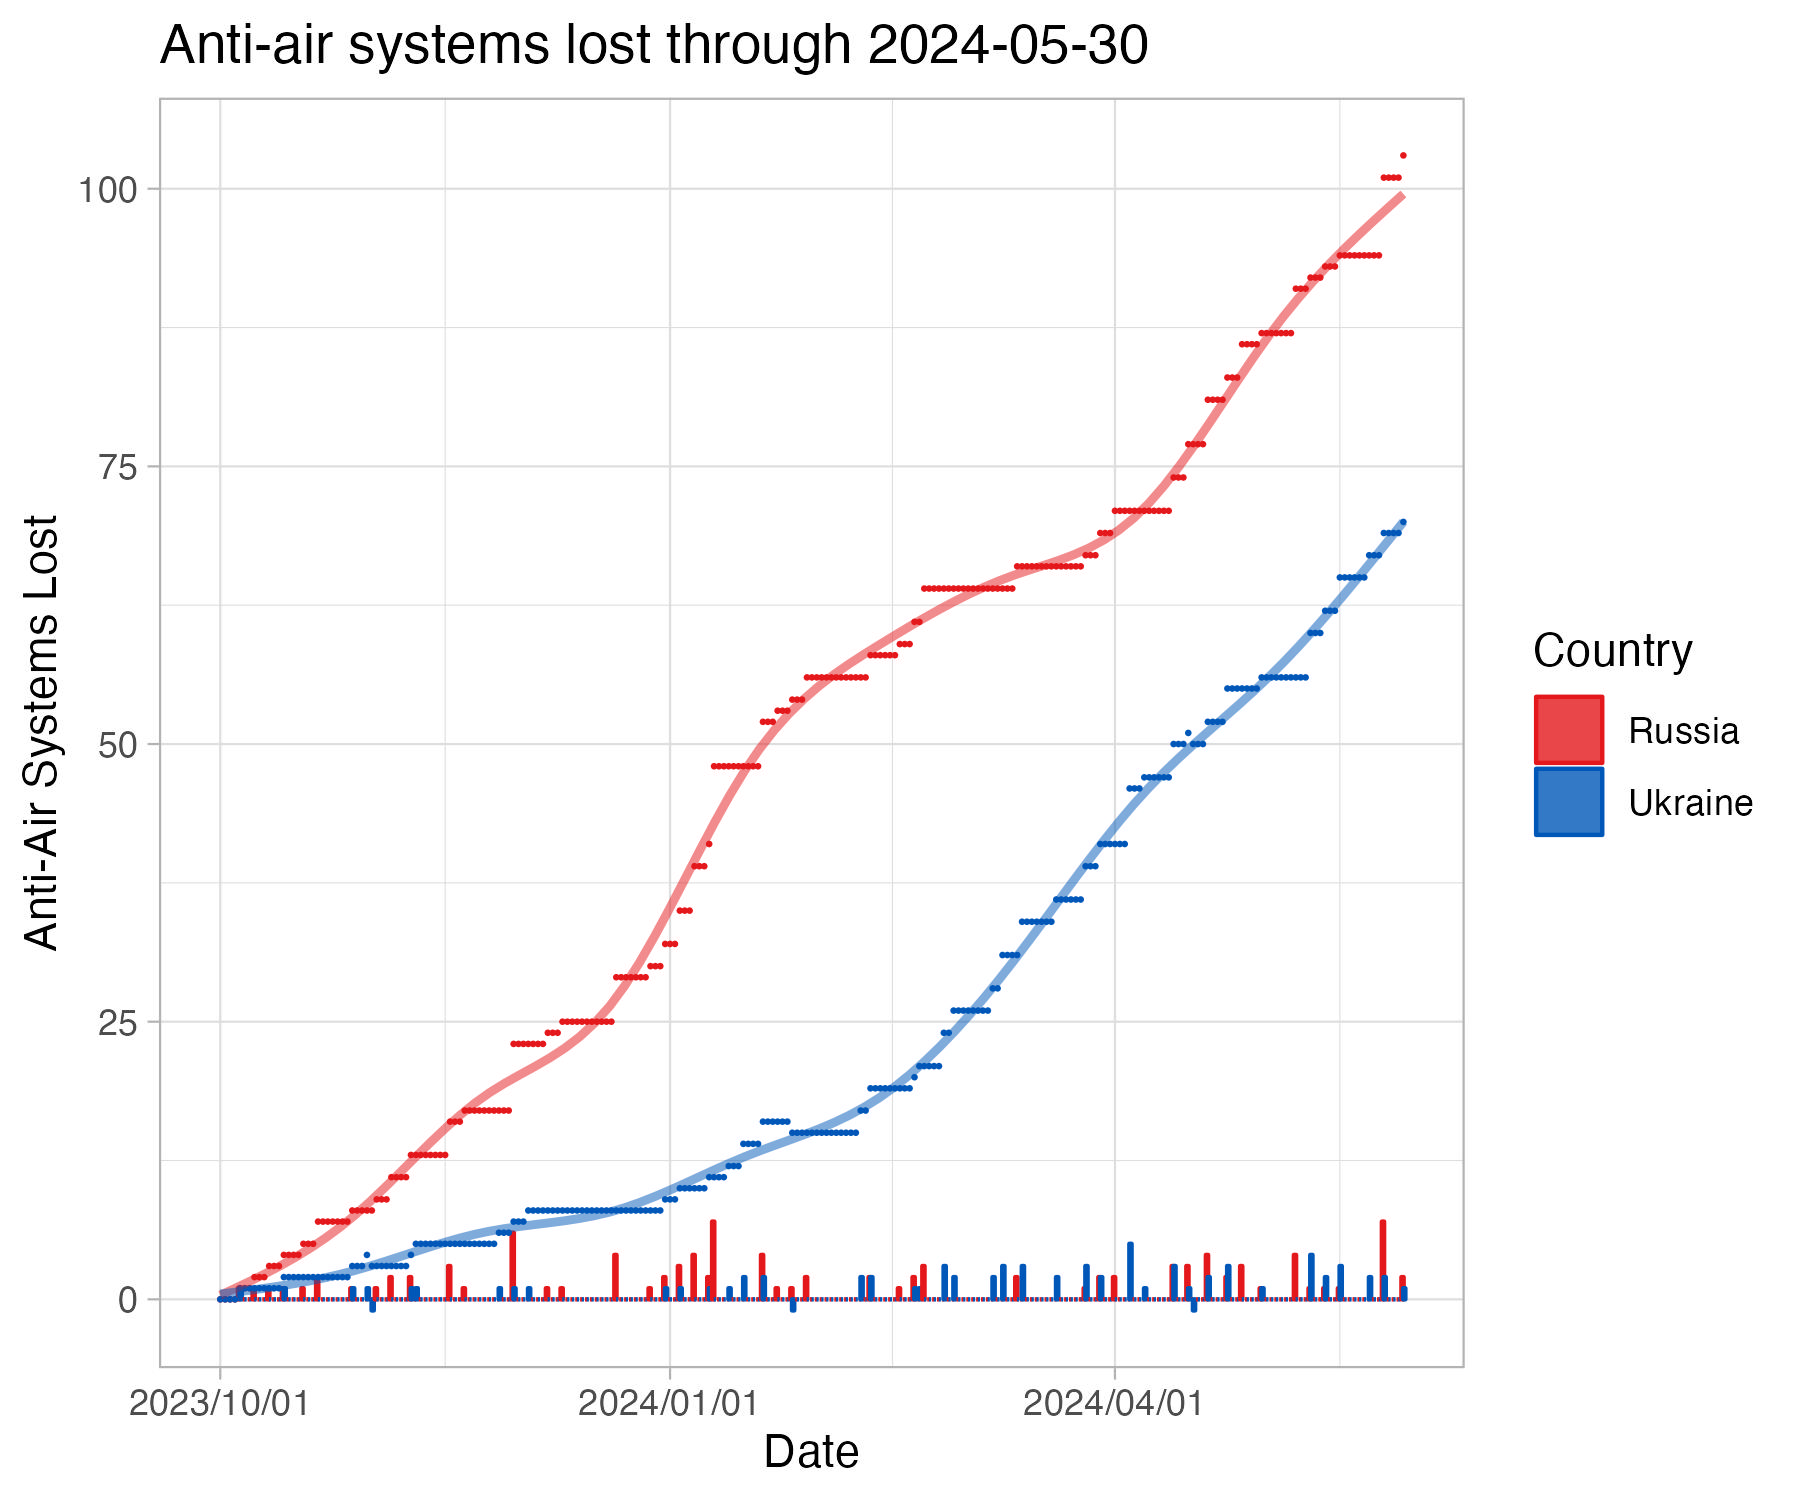 Anti-air systems lost through 2024-05-30
Anti-Air Systems Lost
100
75
50
25
0
2023/10/01
2024/01/01
2024/04/01
Date
Country
Russia
Ukraine